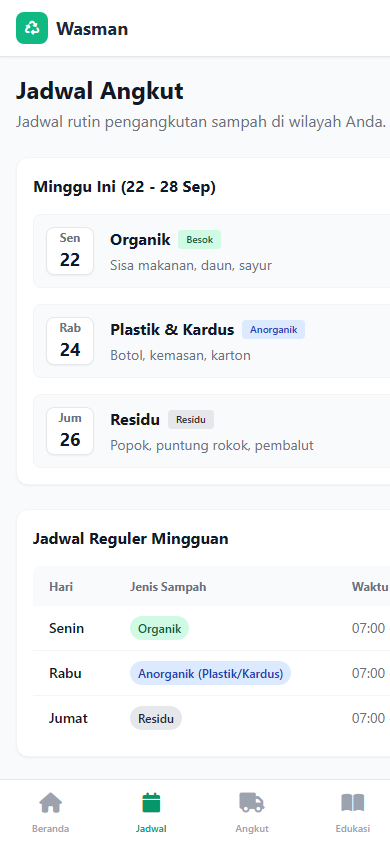 Wasman
Jadwal Angkut
Jadwal rutin pengangkutan sampah di wilayah Anda.
Minggu Ini (22 - 28 Sep)
Sen
22
Organik Besok
Sisa makanan, daun, sayur
Rab
24
Plastik & Kardus Anorganik
Botol, kemasan, karton
Jum
26
Residu Residu
Popok, puntung rokok, pembalut
Jadwal Reguler Mingguan
Hari Jenis Sampah Waktu
Senin Organik 07:00
Rabu Anorganik (Plastik/Kardus) 07:00
Jumat Residu 07:00
Beranda Jadwal Angkut Edukasi